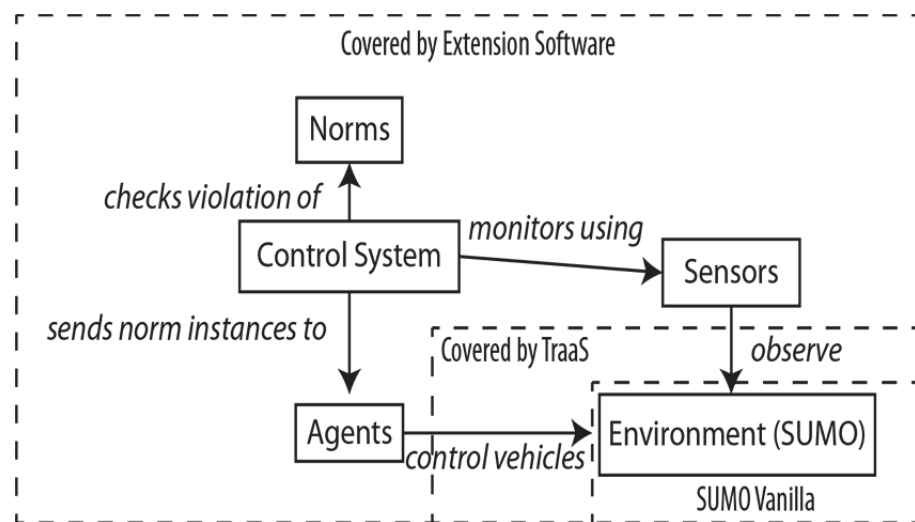 Covered by Extension Software
Norms
checks violation of
Control System
monitors using
Sensors
sends norm instances to
Covered by TraaS
observe
Agents
control vehicles
Environment (SUMO)
SUMO Vanilla